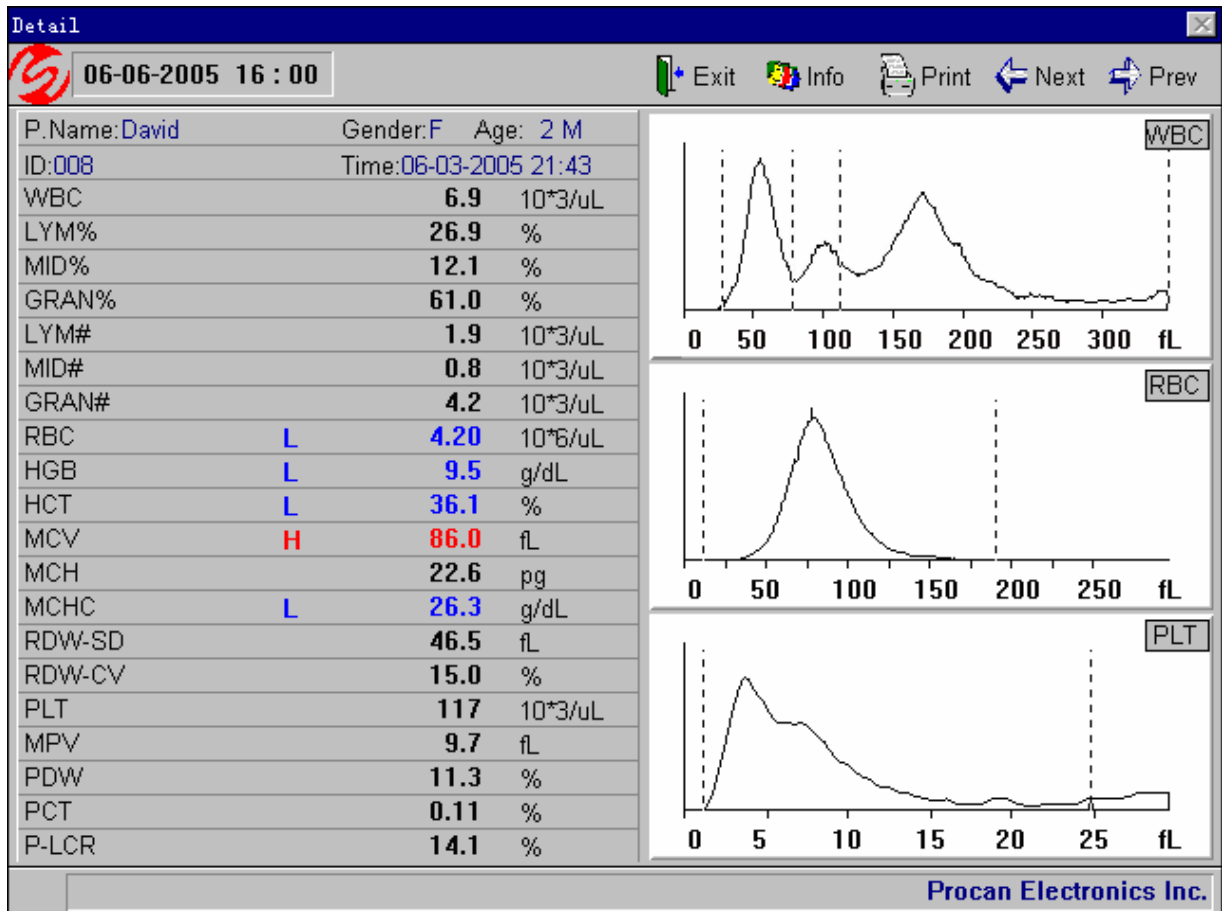 Detail
06-06-2005 16 : 00 Exit Info Print Next Prev
P.Name:David Gender:F Age: 2 M
ID:008 Time:06-03-2005 21:43
WBC 6.9 10*3/uL
LYM% 26.9 %
MID% 12.1 %
GRAN% 61.0 %
LYM# 1.9 10*3/uL
MID# 0.8 10*3/uL
GRAN# 4.2 10*3/uL
RBC L 4.20 10*6/uL
HGB L 9.5 g/dL
HCT L 36.1 %
MCV H 86.0 fL
MCH 22.6 pg
MCHC L 26.3 g/dL
RDW-SD 46.5 fL
RDW-CV 15.0 %
PLT 117 10*3/uL
MPV 9.7 fL
PDW 11.3 %
PCT 0.11 %
P-LCR 14.1 %
WBC
0 50 100 150 200 250 300 fL
RBC
0 50 100 150 200 250 fL
PLT
0 5 10 15 20 25 fL
Procan Electronics Inc.